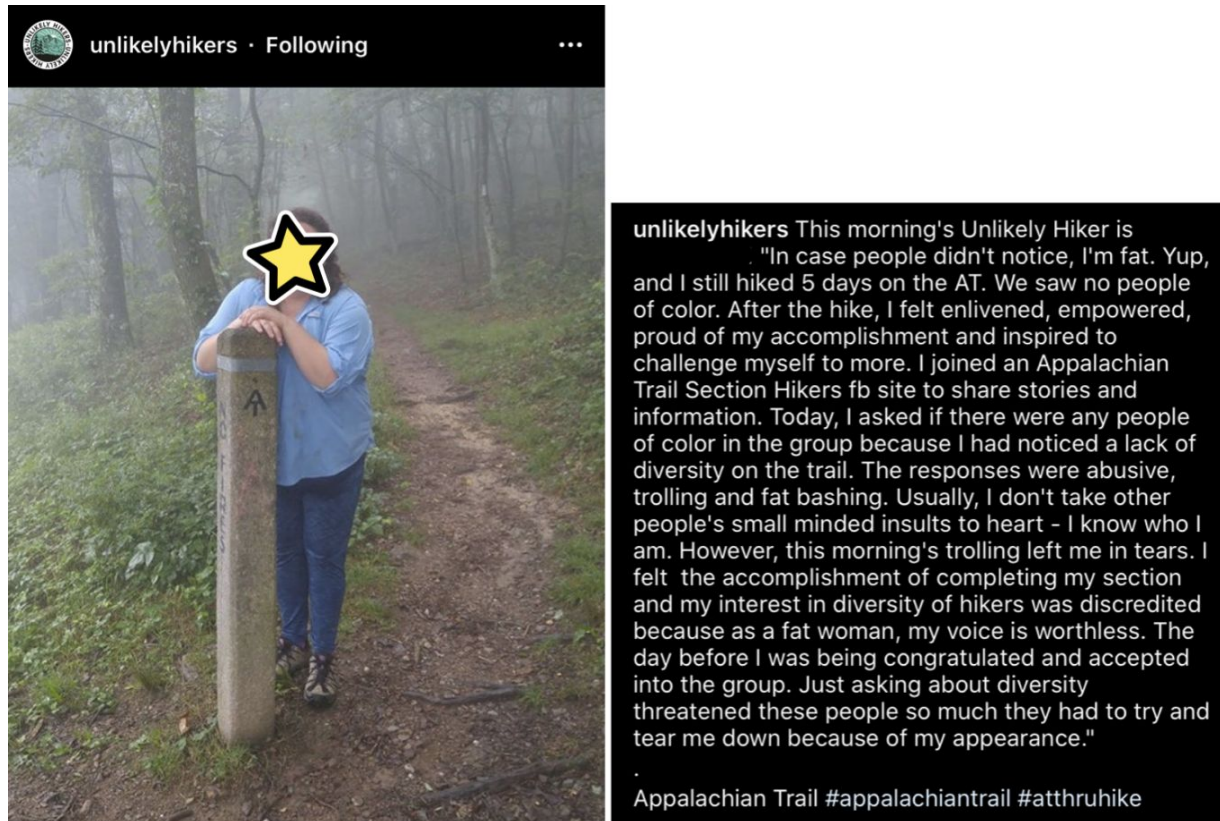 unlikelyhikers · Following
UNLIKELY HIKERS
AT
NO FIRES
unlikelyhikers This morning's Unlikely Hiker is
"In case people didn't notice, I'm fat. Yup,
and I still hiked 5 days on the AT. We saw no people
of color. After the hike, I felt enlivened, empowered,
proud of my accomplishment and inspired to
challenge myself to more. I joined an Appalachian
Trail Section Hikers fb site to share stories and
information. Today, I asked if there were any people
of color in the group because I had noticed a lack of
diversity on the trail. The responses were abusive,
trolling and fat bashing. Usually, I don't take other
people's small minded insults to heart - I know who I
am. However, this morning's trolling left me in tears. I
felt  the accomplishment of completing my section
and my interest in diversity of hikers was discredited
because as a fat woman, my voice is worthless. The
day before I was being congratulated and accepted
into the group. Just asking about diversity
threatened these people so much they had to try and
tear me down because of my appearance."
.
Appalachian Trail #appalachiantrail #atthruhike